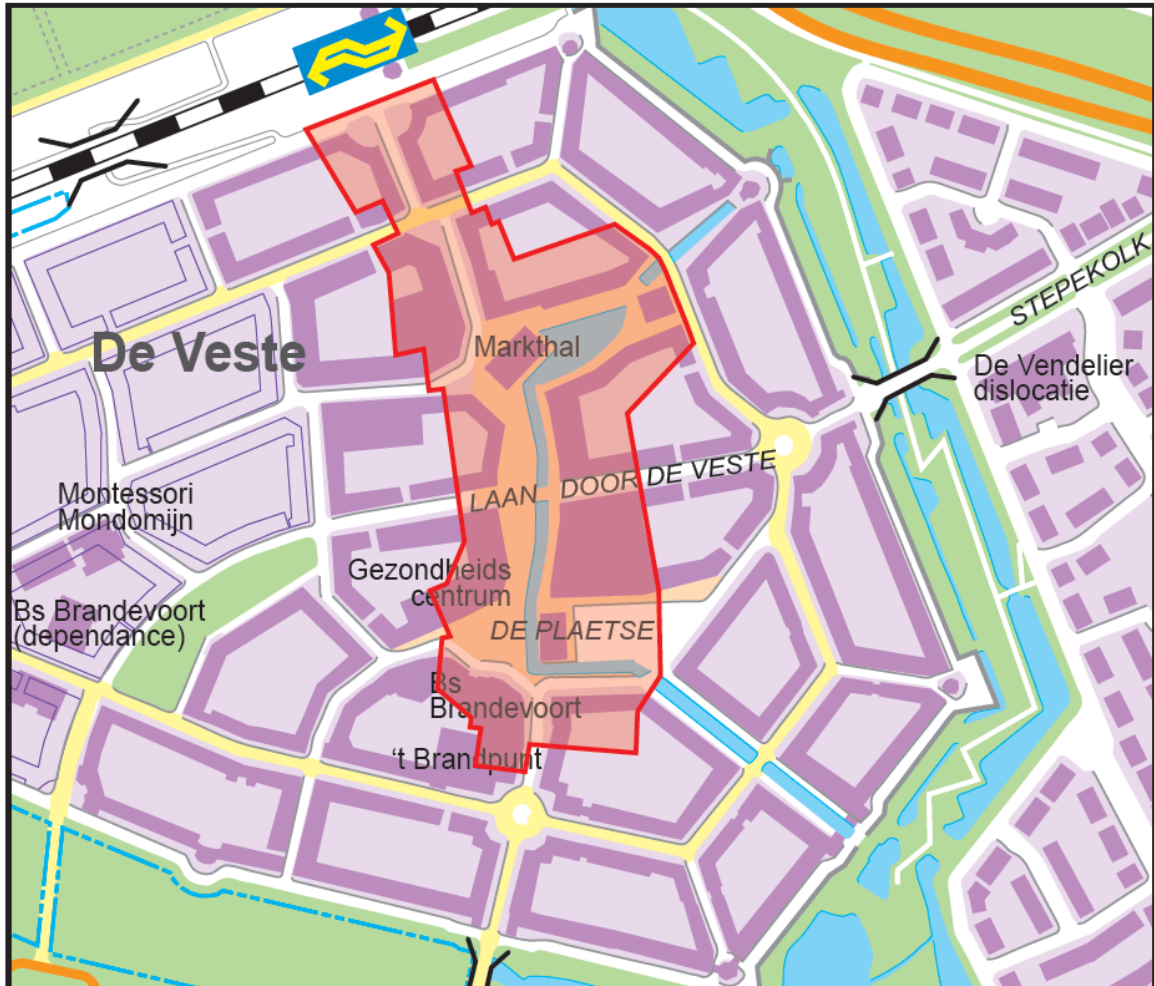 STEPEKOLK
De Veste
Markthal
De Vendelier
dislocatie
LAAN DOOR DE VESTE
Montessori
Mondomijn
Gezondheids
centrum
Bs Brandevoort
(dependance)
DE PLAETSE
Bs
Brandevoort
‘t Brandpunt